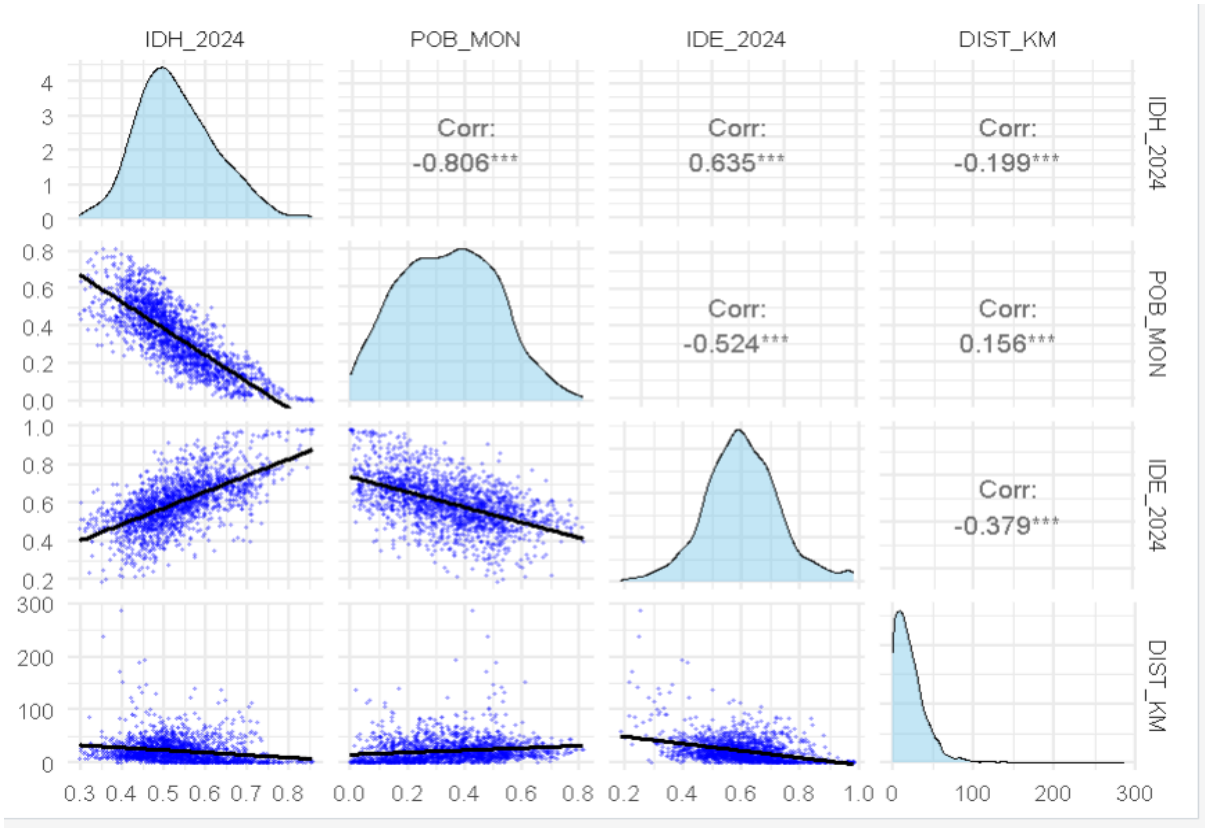 IDH_2024 POB_MON IDE_2024 DIST_KM
4
3
2
1
0
Corr:
-0.806***
Corr:
0.635***
Corr:
-0.199***
IDH_2024
0.8
0.6
0.4
0.2
0.0
Corr:
-0.524***
Corr:
0.156***
POB_MON
1.0
0.8
0.6
0.4
0.2
Corr:
-0.379***
IDE_2024
300
200
100
0
DIST_KM
0.3 0.4 0.5 0.6 0.7 0.8 0.0 0.2 0.4 0.6 0.8 0.2 0.4 0.6 0.8 1.0 0 100 200 300